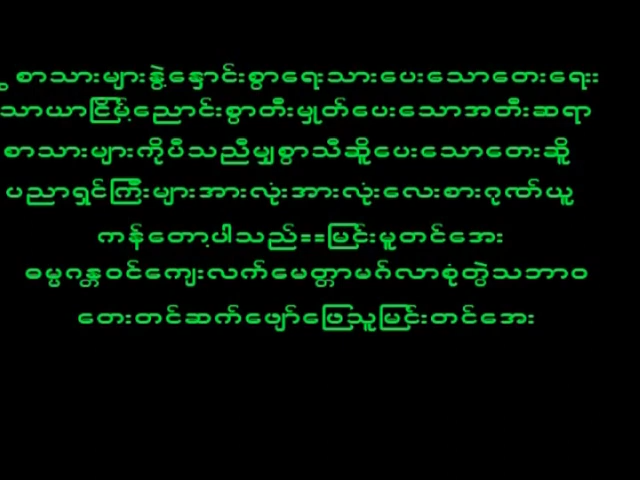 စာသားများနွဲ့နှောင်းစွာရေးသားပေးသောတေးရေး
သာယာငြိမ့်ညောင်းစွာတီးမှုတ်ပေးသောအတီးဆရာ
စာသားများကိုပီသညီမျှစွာသီဆိူပေးသောတေးဆိူ
ပညာရှင်ကြီးများအားလုံးအားလုံးလေးစားဂုဏ်ယူ
ကန်တော့ပါသည်==မြင်းမူတင်အေး
ဓမ္မဂန္တဝင်ကျေးလက်မေတ္တာမဂ်လာစုံတွဲသဘာဝ
တေးတင်ဆက်ဖျော်ဖြေသူမြင်းတင်အေး